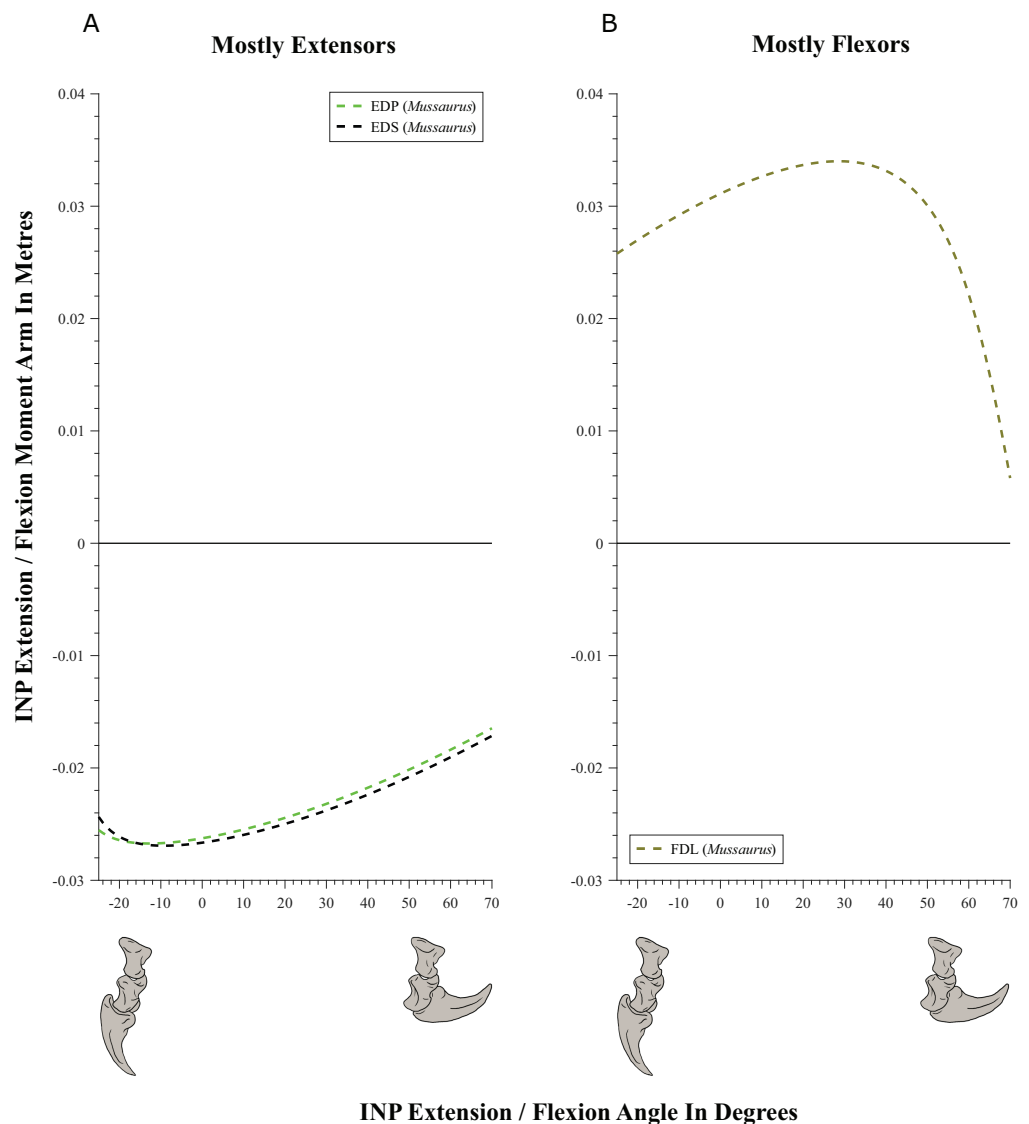 A
B
Mostly Extensors
Mostly Flexors
EDP (Mussaurus)
EDS (Mussaurus)
0.04
0.03
0.02
0.01
0
-0.01
-0.02
-0.03
-20 -10 0 10 20 30 40 50 60 70
0.04
0.03
0.02
0.01
0
-0.01
-0.02
-0.03
FDL (Mussaurus)
-20 -10 0 10 20 30 40 50 60 70
INP Extension / Flexion Moment Arm In Metres
INP Extension / Flexion Angle In Degrees